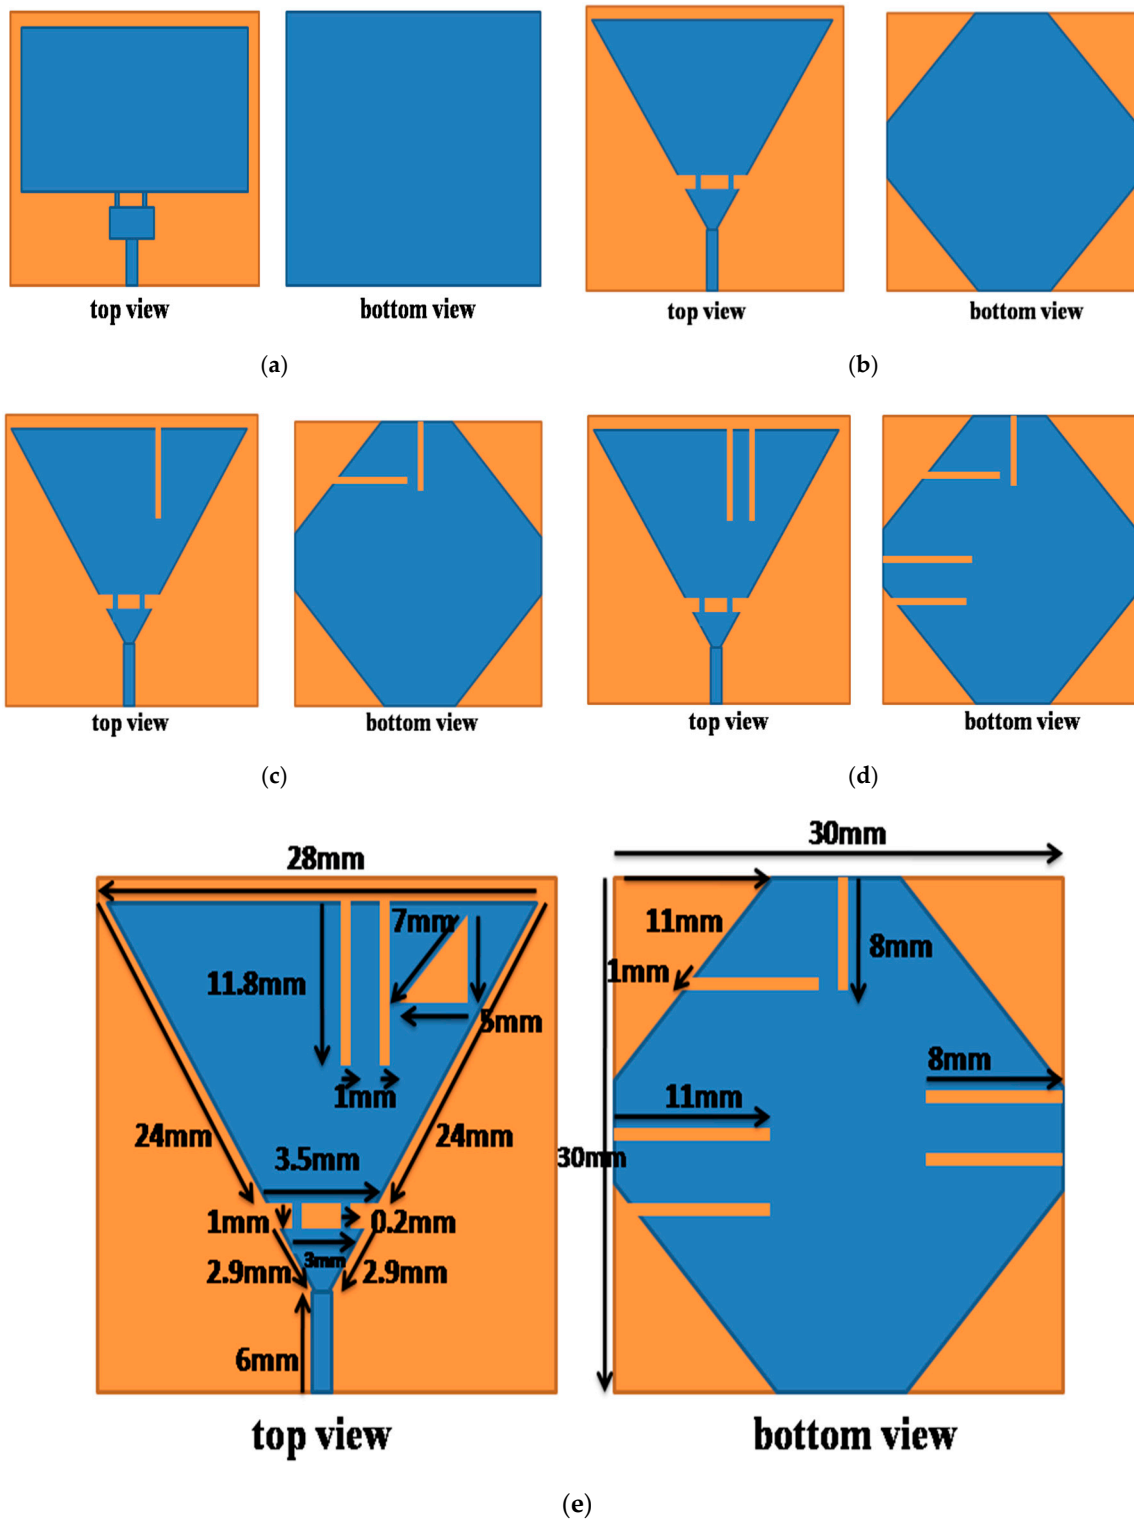 top view
bottom view
top view
bottom view
(a)
(b)
top view
bottom view
top view
bottom view
(c)
(d)
28mm
7mm
11.8mm
5mm
1mm
24mm
24mm
3.5mm
1mm
0.2mm
3mm
2.9mm
2.9mm
6mm
top view
30mm
11mm
8mm
1mm
8mm
11mm
30mm
bottom view
(e)